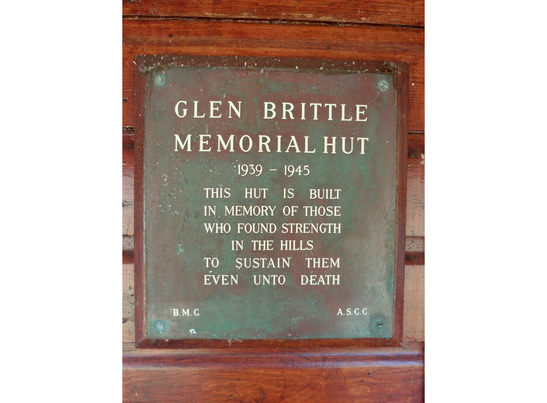 GLEN BRITTLE
MEMORIAL HUT
1939 - 1945
THIS HUT IS BUILT
IN MEMORY OF THOSE
WHO FOUND STRENGTH
IN THE HILLS
TO SUSTAIN THEM
EVEN UNTO DEATH
B.M.C. A.S.C.C.